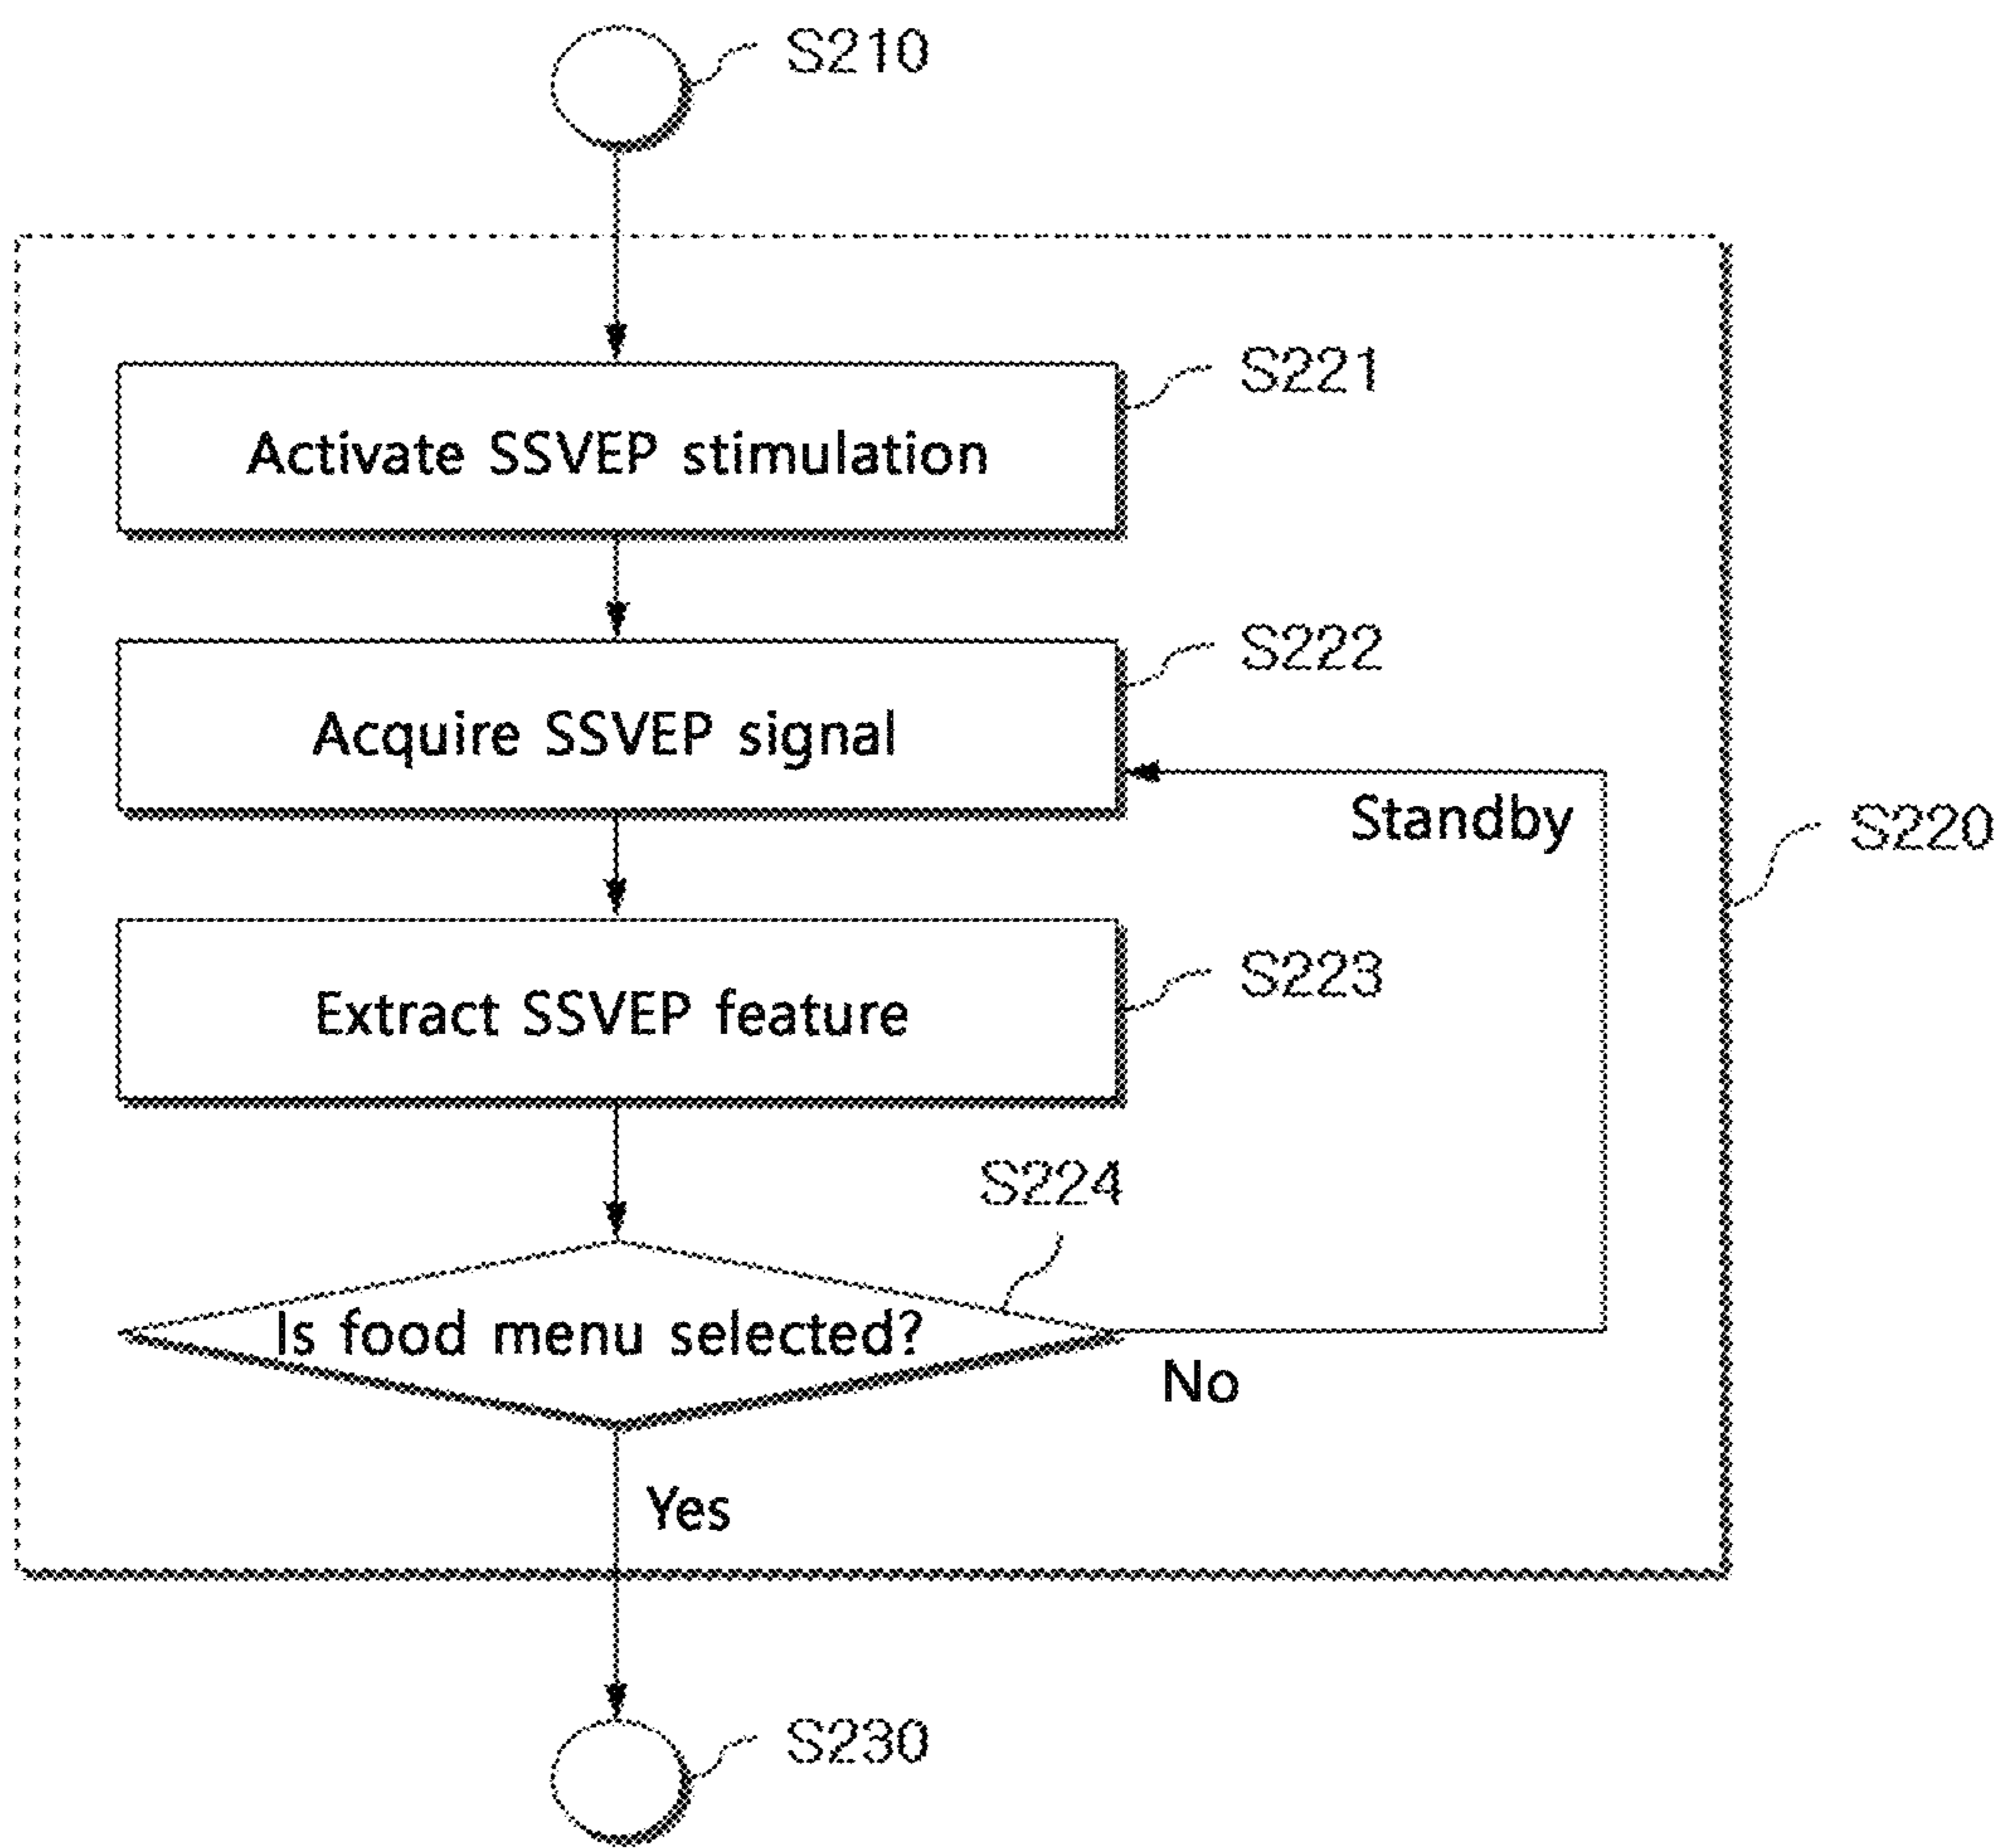 S210
S221
Activate SSVEP stimulation
S222
Acquire SSVEP signal
Standby
S220
S223
Extract SSVEP feature
S224
Is food menu selected?
No
Yes
S230